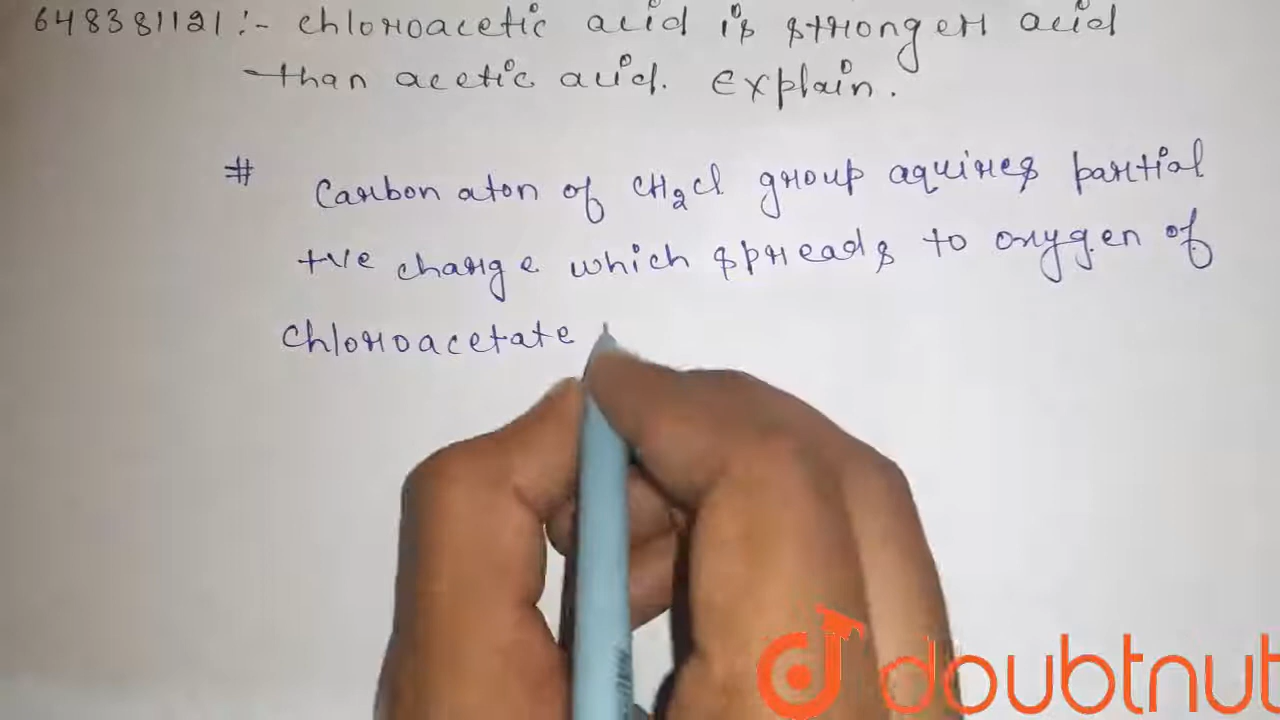 648381121:- chloroacetic acid is stronger acid
than acetic acid. Explain.
# Carbon aton of CH₂Cl group aquires partial
+ve charge which spreads to oxygen of
chloroacetate
doubtnut